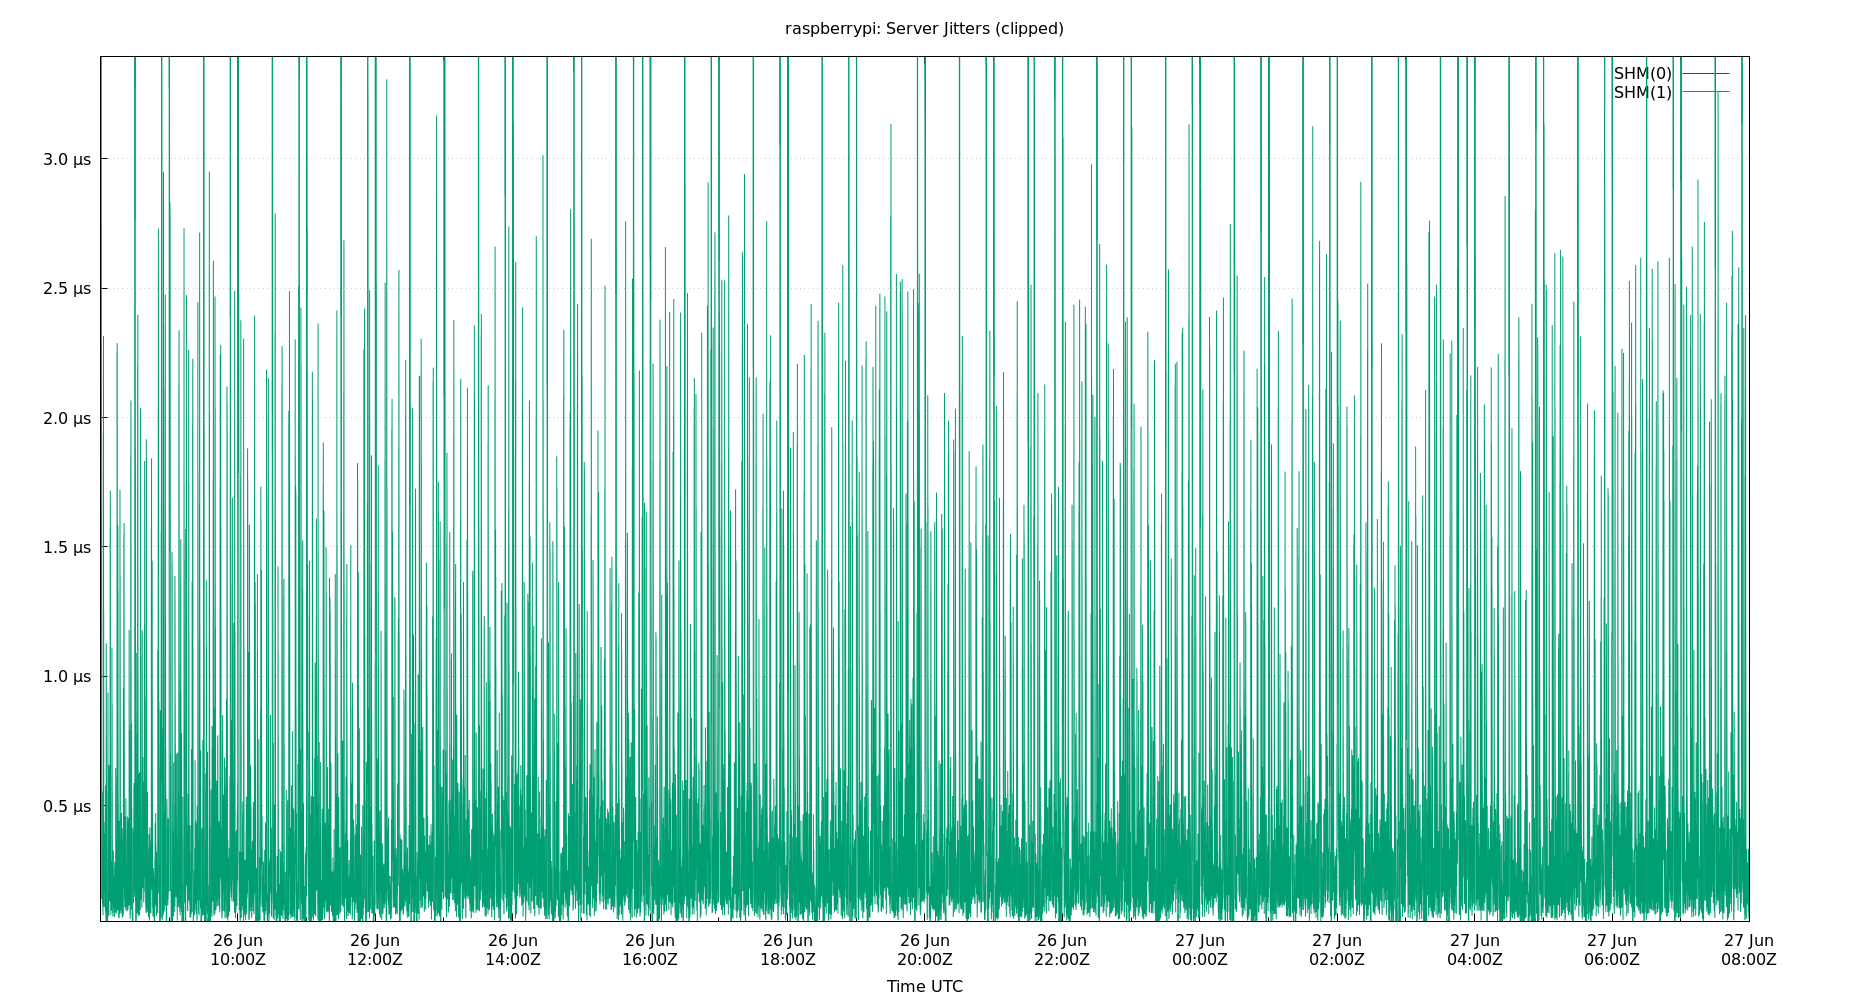 raspberrypi: Server Jitters (clipped)
SHM(0)
SHM(1)
3.0 µs
2.5 µs
2.0 µs
1.5 µs
1.0 µs
0.5 µs
26 Jun 26 Jun 26 Jun 26 Jun 26 Jun 26 Jun 26 Jun 27 Jun 27 Jun 27 Jun 27 Jun 27 Jun
10:00Z 12:00Z 14:00Z 16:00Z 18:00Z 20:00Z 22:00Z 00:00Z 02:00Z 04:00Z 06:00Z 08:00Z
Time UTC